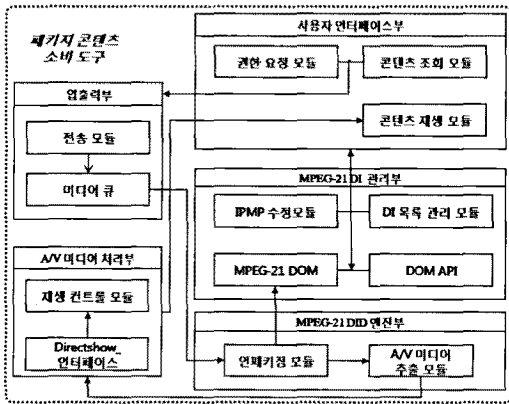 패키지 콘텐츠
소비 도구
사용자 인터페이스부
권한 요청 모듈
콘텐츠 조회 모듈
콘텐츠 재생 모듈
입출력부
전송 모듈
미디어 큐
MPEG-21 DI 관리부
IPMP 수정모듈
DI 목록 관리 모듈
MPEG-21 DOM
DOM API
A/V 미디어 처리부
재생 컨트롤 모듈
Directshow_
인터페이스
MPEG-21 DID 엔진부
언패키징 모듈
A/V 미디어
추출 모듈